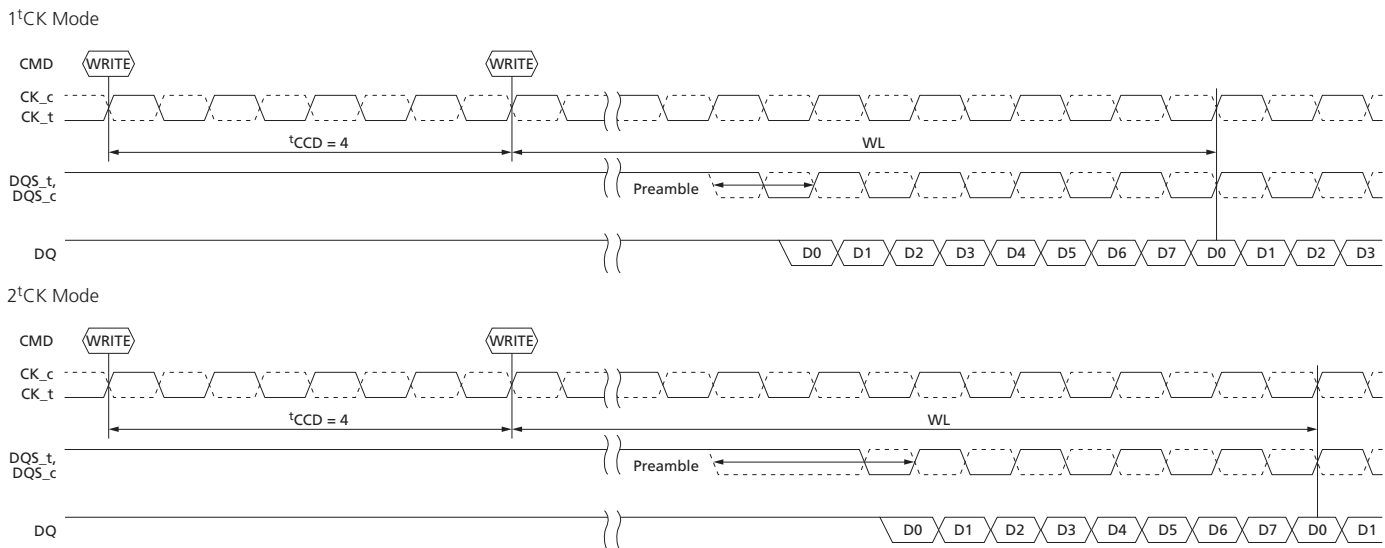 1tCK Mode
CMD WRITE WRITE
CK_c
CK_t
tCCD = 4 WL
DQS_t,
DQS_c Preamble
DQ D0 D1 D2 D3 D4 D5 D6 D7 D0 D1 D2 D3
2tCK Mode
CMD WRITE WRITE
CK_c
CK_t
tCCD = 4 WL
DQS_t,
DQS_c Preamble
DQ D0 D1 D2 D3 D4 D5 D6 D7 D0 D1